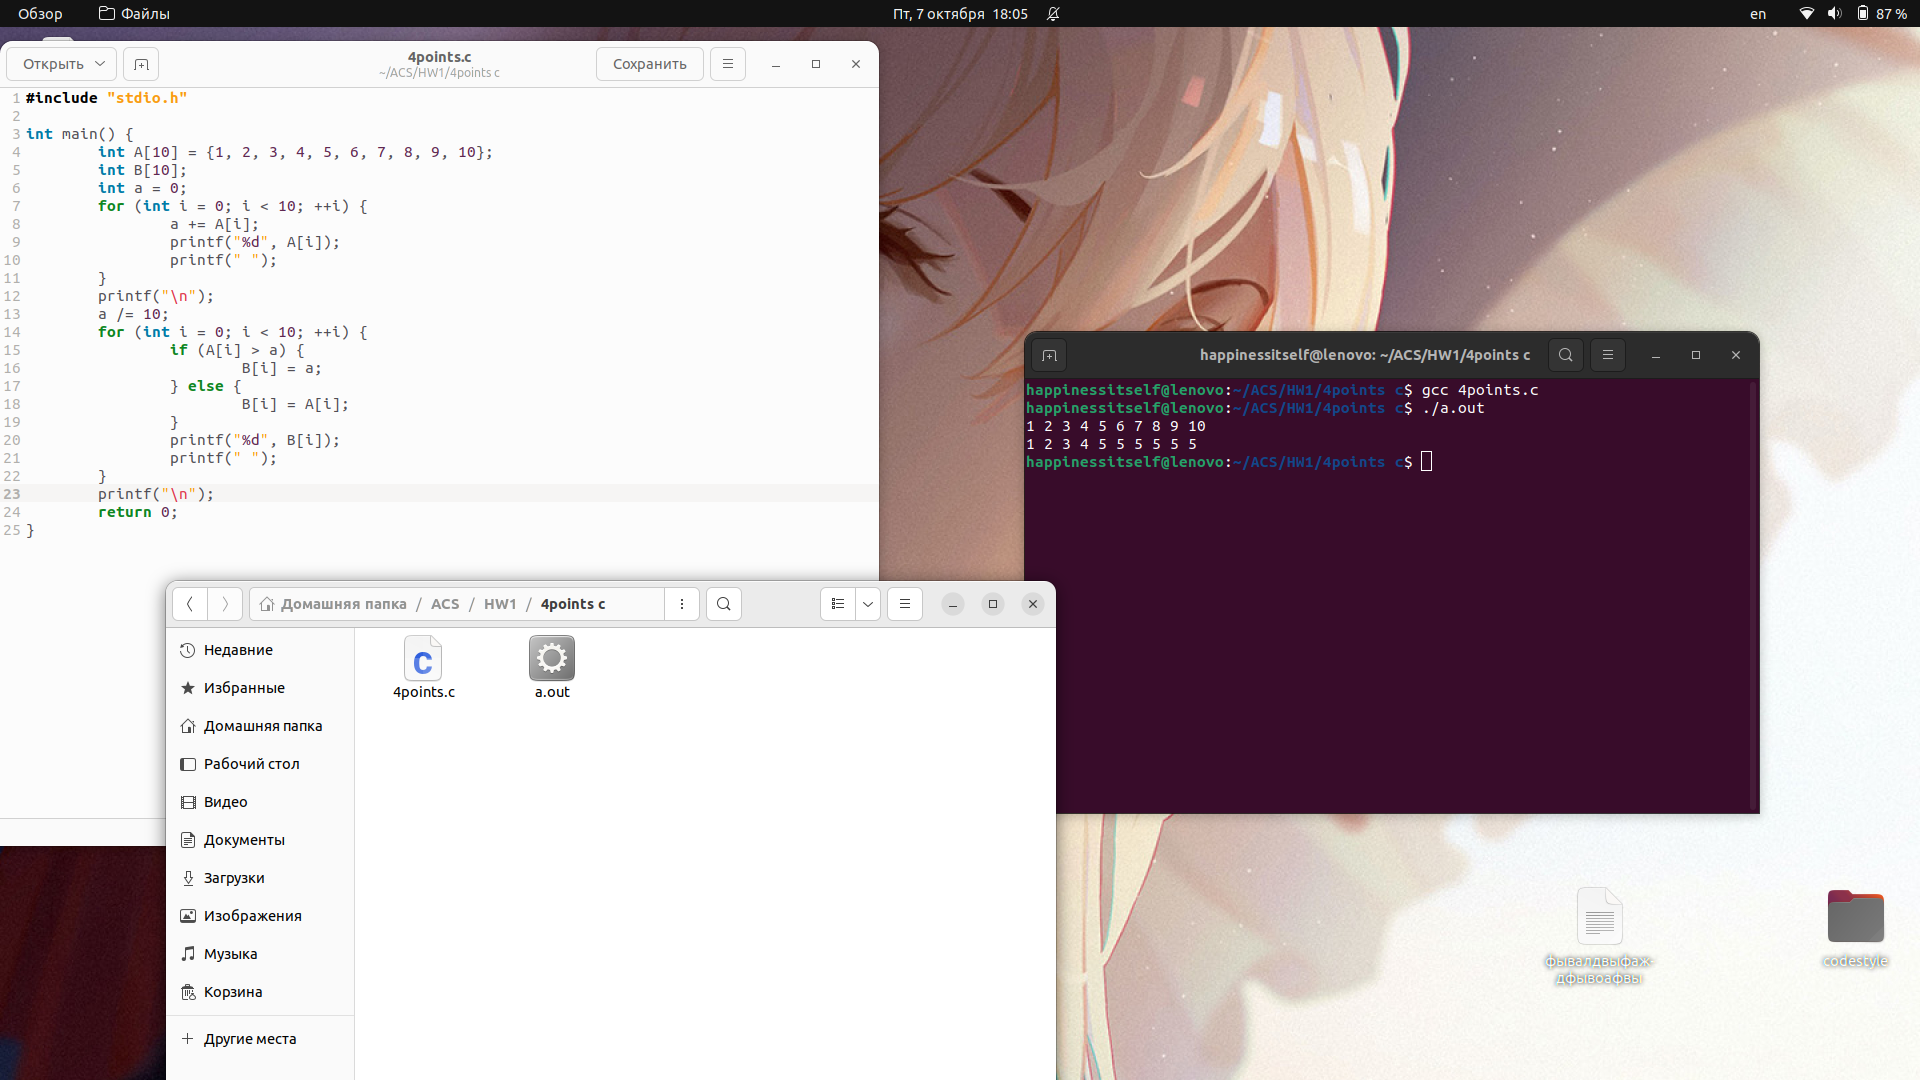 Обзор Файлы Пт, 7 октября 18:05 en 87 %
Открыть 4points.c Сохранить
~/ACS/HW1/4points c
1 #include "stdio.h"
2
3 int main() {
4 int A[10] = {1, 2, 3, 4, 5, 6, 7, 8, 9, 10};
5 int B[10];
6 int a = 0;
7 for (int i = 0; i < 10; ++i) {
8 a += A[i];
9 printf("%d", A[i]);
10 printf(" ");
11 }
12 printf("\n");
13 a /= 10;
14 for (int i = 0; i < 10; ++i) {
15 if (A[i] > a) {
16 B[i] = a;
17 } else {
18 B[i] = A[i];
19 }
20 printf("%d", B[i]);
21 printf(" ");
22 }
23 printf("\n");
24 return 0;
25 }
happinessitself@lenovo: ~/ACS/HW1/4points c
happinessitself@lenovo:~/ACS/HW1/4points c$ gcc 4points.c
happinessitself@lenovo:~/ACS/HW1/4points c$ ./a.out
1 2 3 4 5 6 7 8 9 10
1 2 3 4 5 5 5 5 5 5
happinessitself@lenovo:~/ACS/HW1/4points c$
Домашняя папка / ACS / HW1 / 4points c
Недавние
Избранные
Домашняя папка
Рабочий стол
Видео
Документы
Загрузки
Изображения
Музыка
Корзина
Другие места
4points.c
a.out
фывалдвыфаж-
дфывоафвы
codestyle